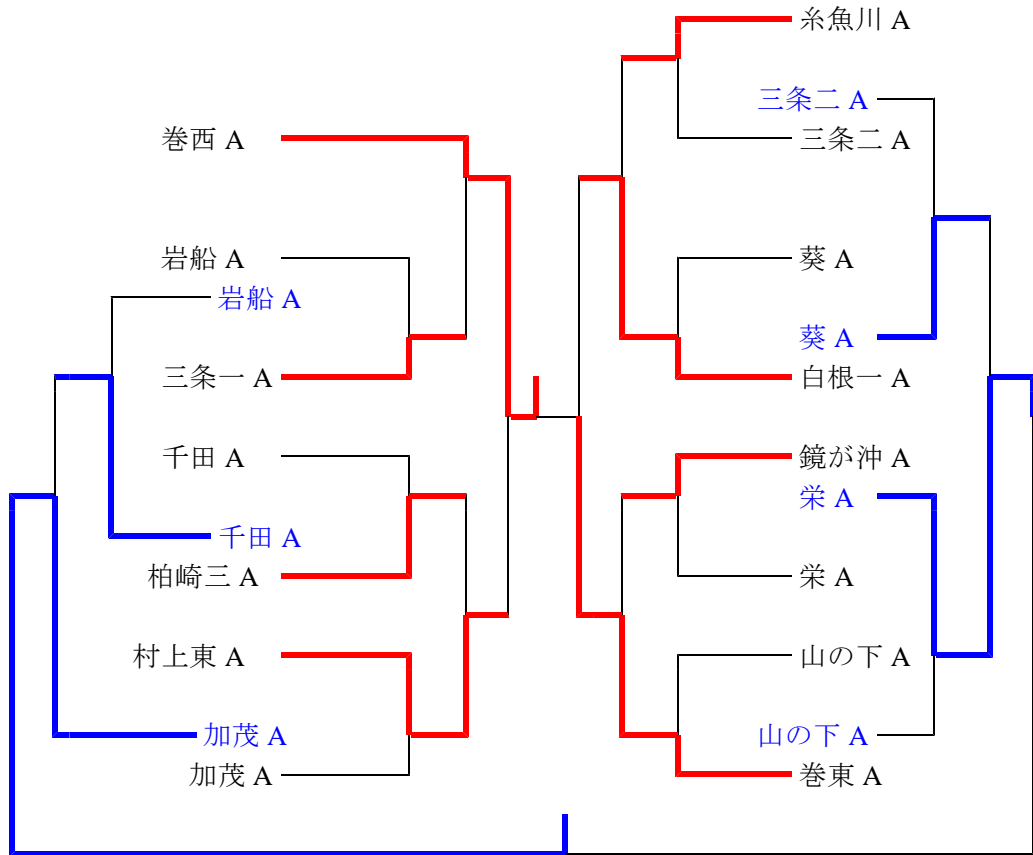 糸魚川 A
三条二 A
三条二 A
巻西 A
岩船 A
葵 A
岩船 A
葵 A
三条一 A
白根一 A
千田 A
鏡が沖 A
栄 A
千田 A
柏崎三 A
栄 A
村上東 A
山の下 A
加茂 A
山の下 A
加茂 A
巻東 A